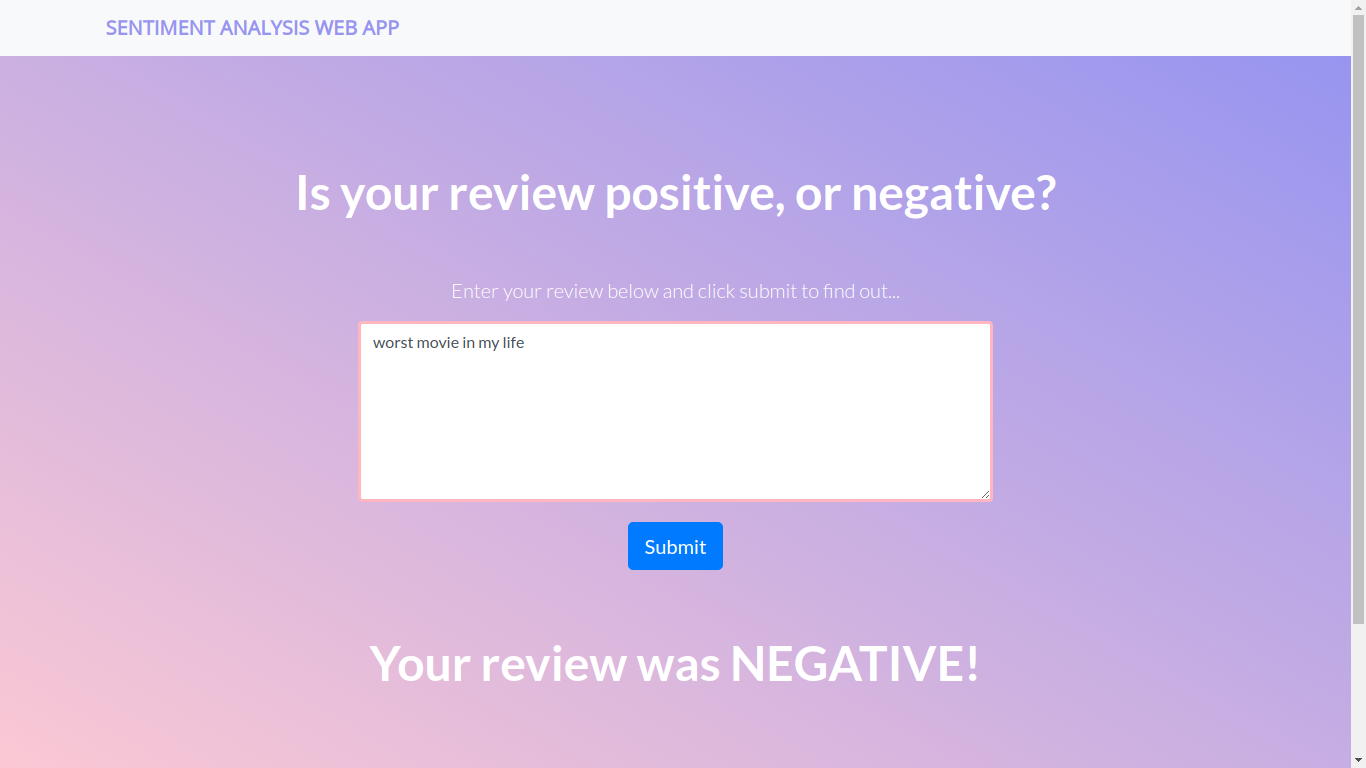 SENTIMENT ANALYSIS WEB APP
Is your review positive, or negative?
Enter your review below and click submit to find out...
worst movie in my life
Submit
Your review was NEGATIVE!